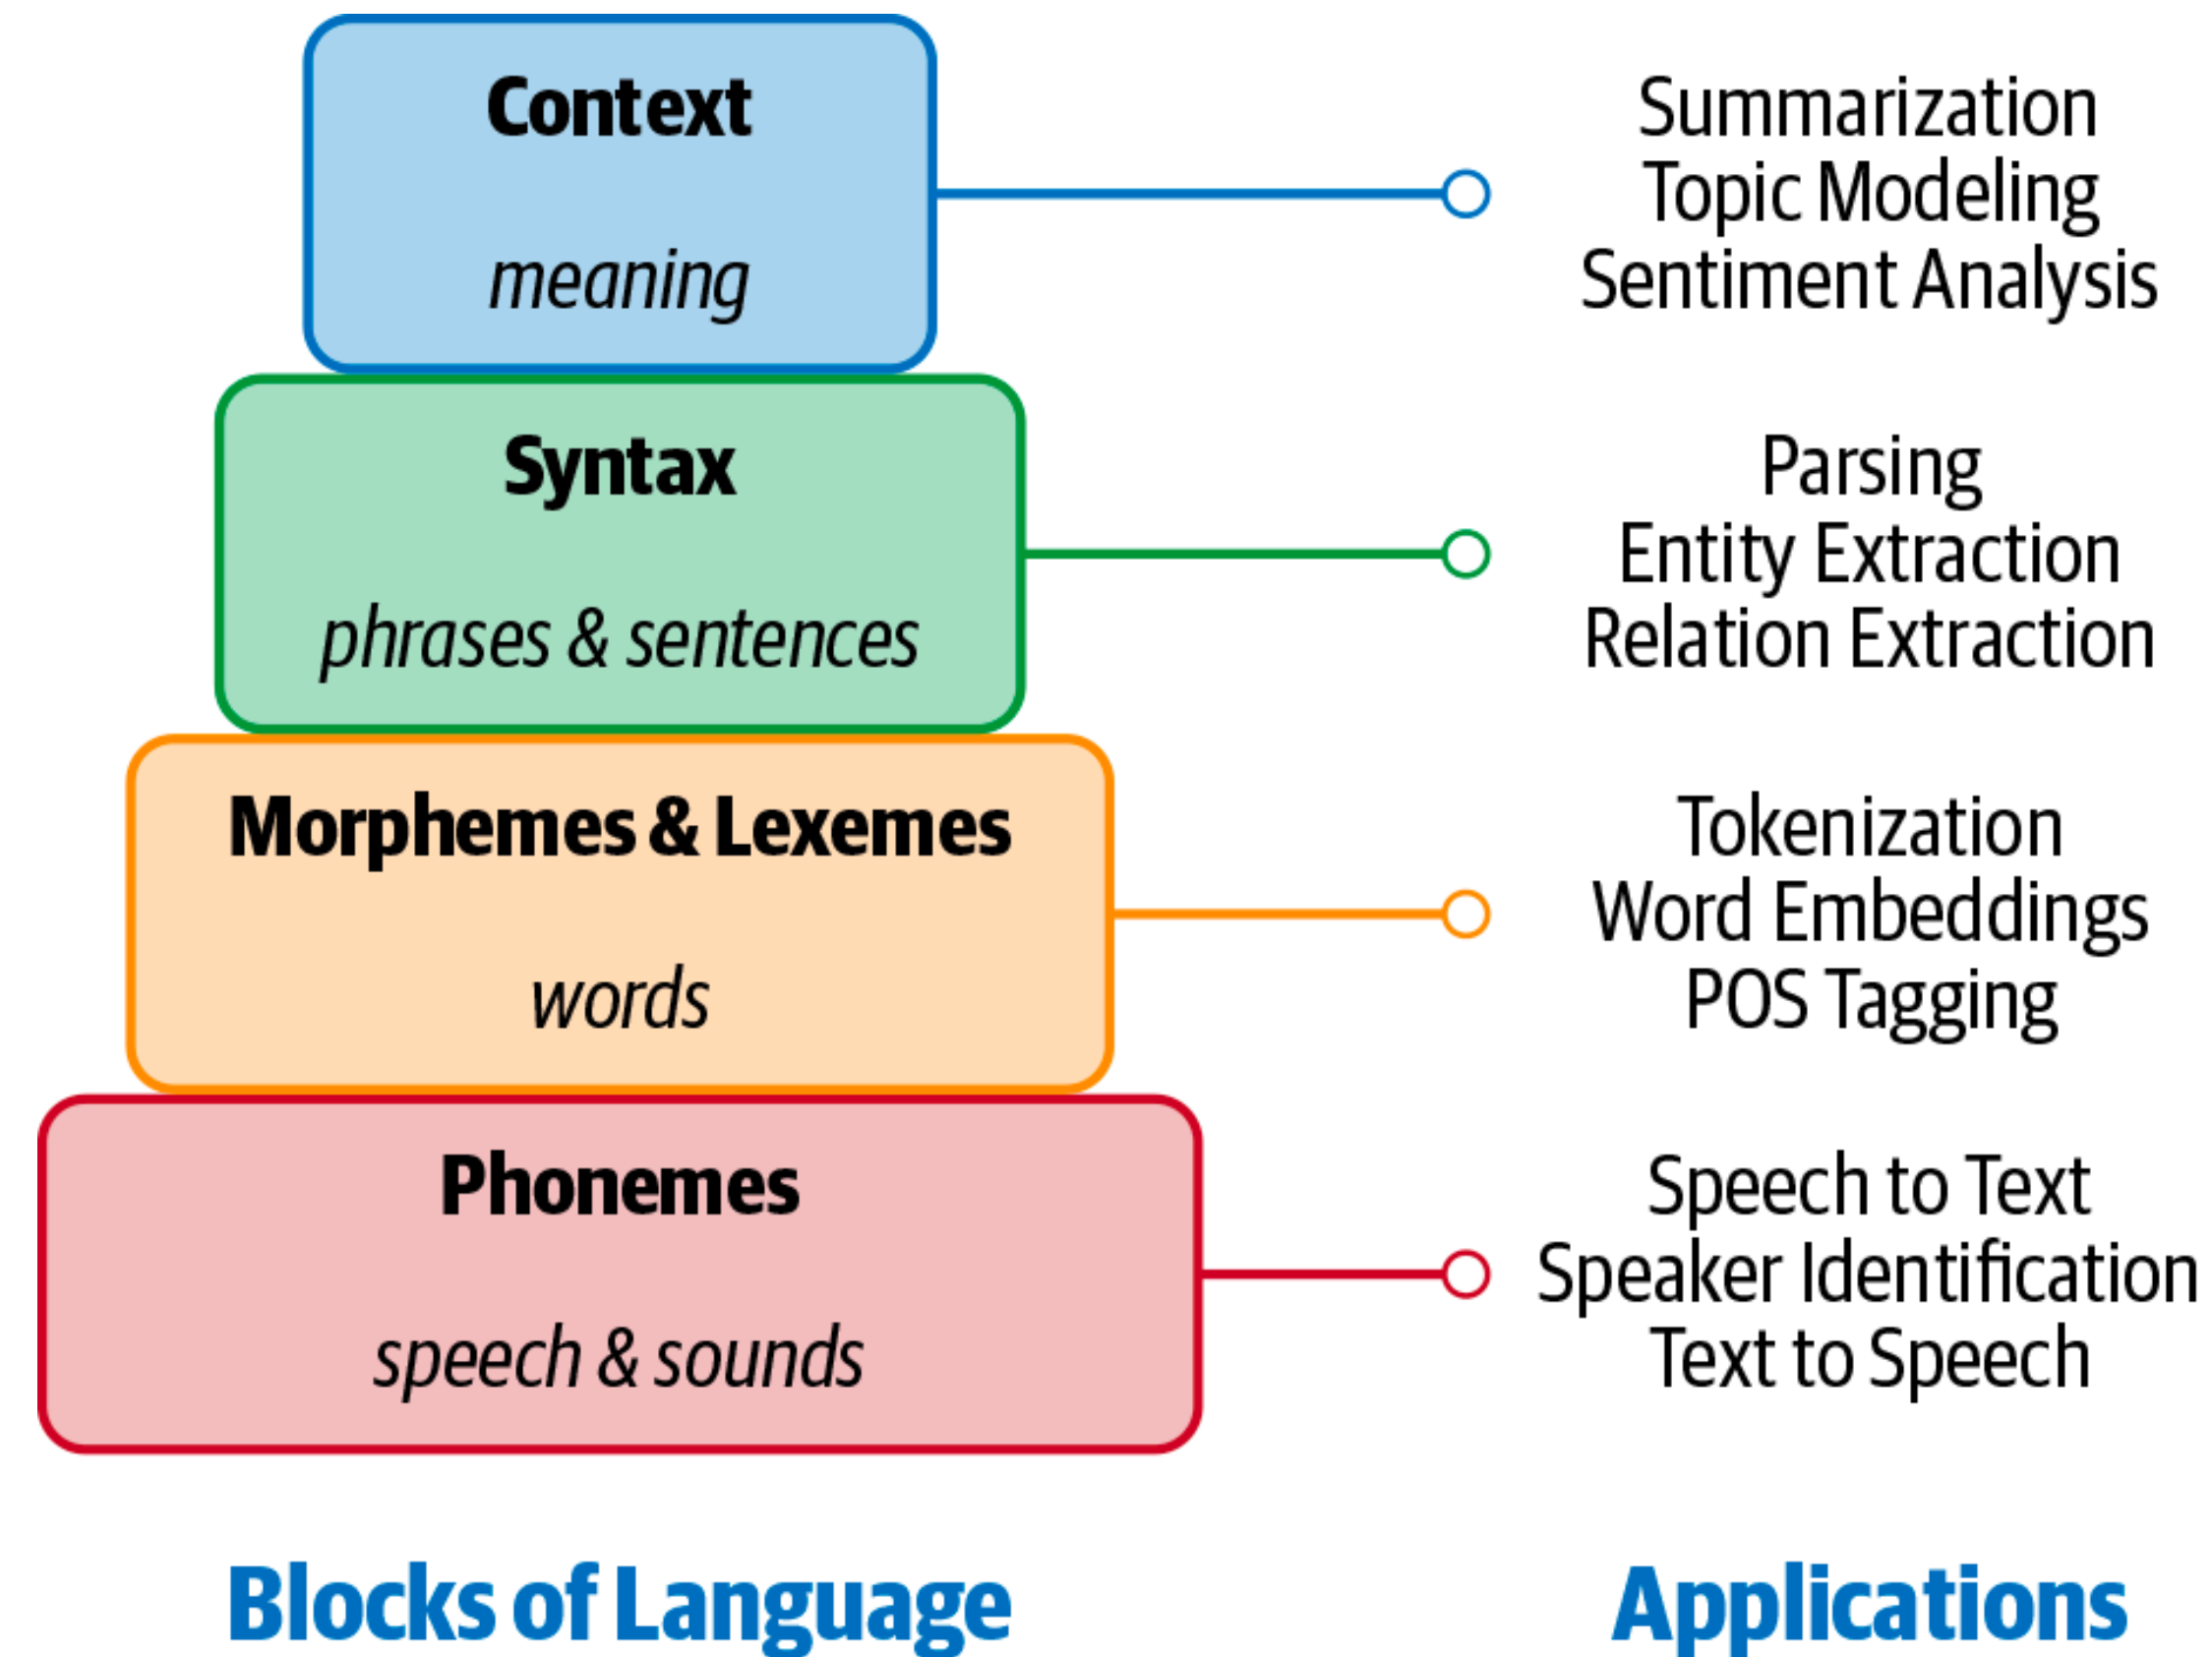 Context
meaning
Summarization
Topic Modeling
Sentiment Analysis
Syntax
phrases & sentences
Parsing
Entity Extraction
Relation Extraction
Morphemes & Lexemes
words
Tokenization
Word Embeddings
POS Tagging
Phonemes
speech & sounds
Speech to Text
Speaker Identification
Text to Speech
Blocks of Language
Applications